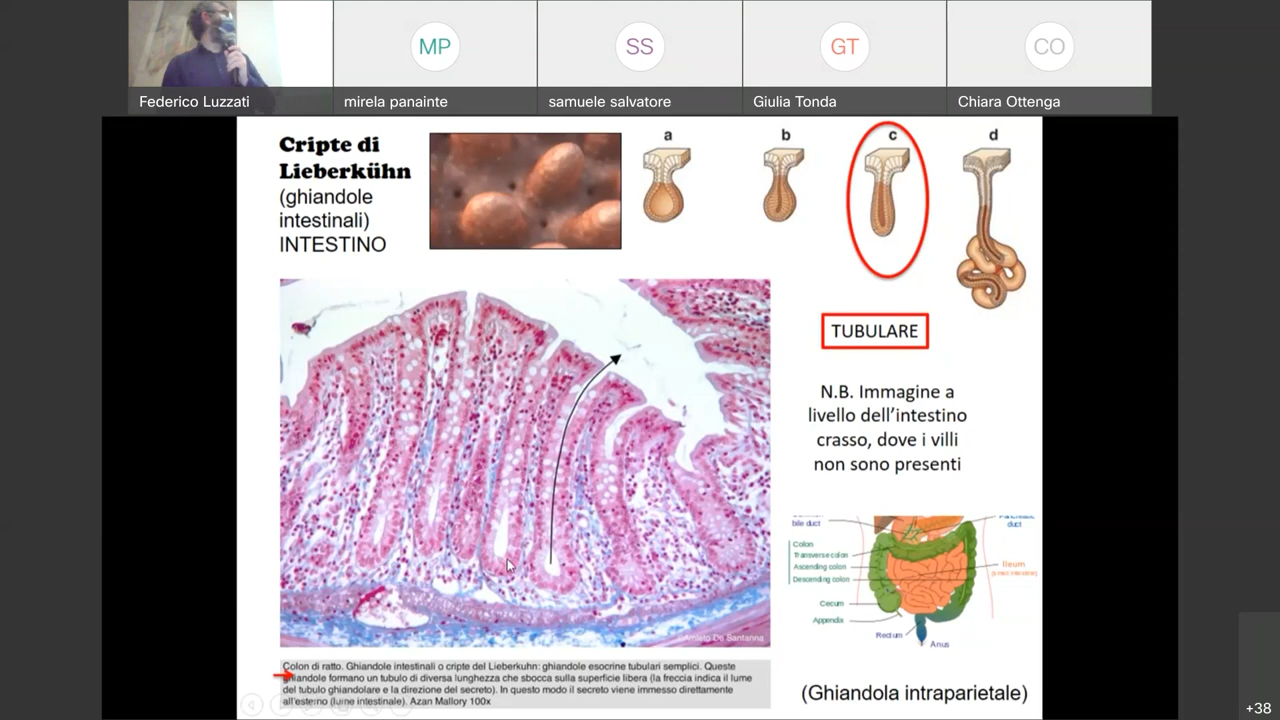 MP
SS
GT
CO
Federico Luzzati
mirela panainte
samuele salvatore
Giulia Tonda
Chiara Ottenga
Cripte di
Lieberkühn
(ghiandole
intestinali)
INTESTINO
a
b
c
d
TUBULARE
N.B. Immagine a
livello dell'intestino
crasso, dove i villi
non sono presenti
©Amleto De Santanna
bile duct
duct
Colon
Transverse colon
Ascending colon
Descending colon
Cecum
Appendix
Rectum
Anus
Ileum
Colon di ratto. Ghiandole intestinali o cripte del Lieberkuhn: ghiandole esocrine tubulari semplici. Queste
ghiandole formano un tubulo di diversa lunghezza che sbocca sulla superficie libera (la freccia indica il lume
del tubulo ghiandolare e la direzione del secreto). In questo modo il secreto viene immesso direttamente
all'esterno (lume intestinale). Azan Mallory 100x
(Ghiandola intraparietale)
+38